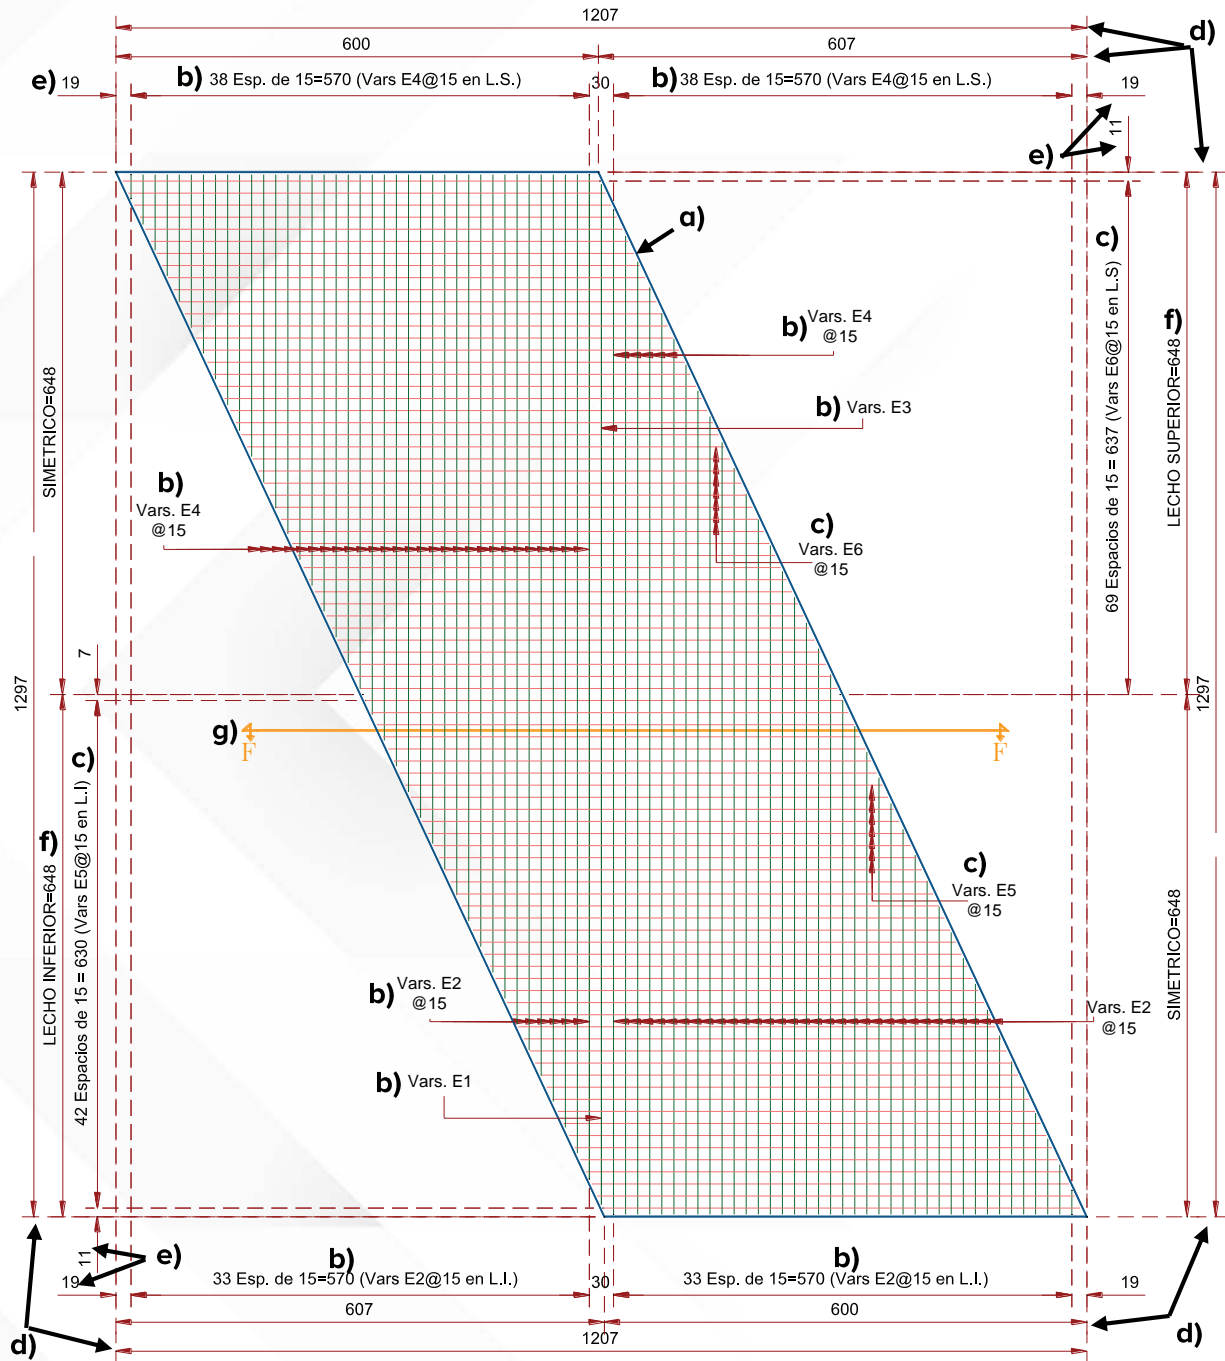 1207
d)
600
607
e) 19
b) 38 Esp. de 15=570 (Vars E4@15 en L.S.)
30
b) 38 Esp. de 15=570 (Vars E4@15 en L.S.)
19
11
e)
a)
c)
69 Espacios de 15 = 637 (Vars E6@15 en L.S)
f)
LECHO SUPERIOR=648
SIMETRICO=648
b) Vars. E4
@15
b) Vars. E3
b)
Vars. E4
@15
c)
Vars. E6
@15
7
1297
1297
g)
F
F
c)
42 Espacios de 15 = 630 (Vars E5@15 en L.I)
f)
LECHO INFERIOR=648
c)
Vars. E5
@15
SIMETRICO=648
b) Vars. E2
@15
Vars. E2
@15
b) Vars. E1
11
e)
19
b)
33 Esp. de 15=570 (Vars E2@15 en L.I.)
30
b)
33 Esp. de 15=570 (Vars E2@15 en L.I.)
19
607
600
d)
1207
d)